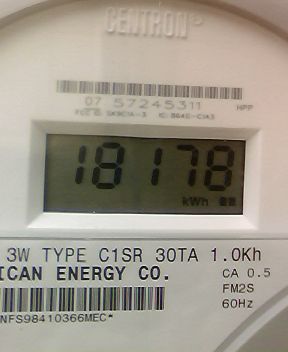 CENTRON®
07 57245311 HPP
18178
kWh
3W TYPE C1SR 30TA 1.0Kh
ICAN ENERGY CO.
CA 0.5
FM2S
60Hz
NFS98410366MEC*